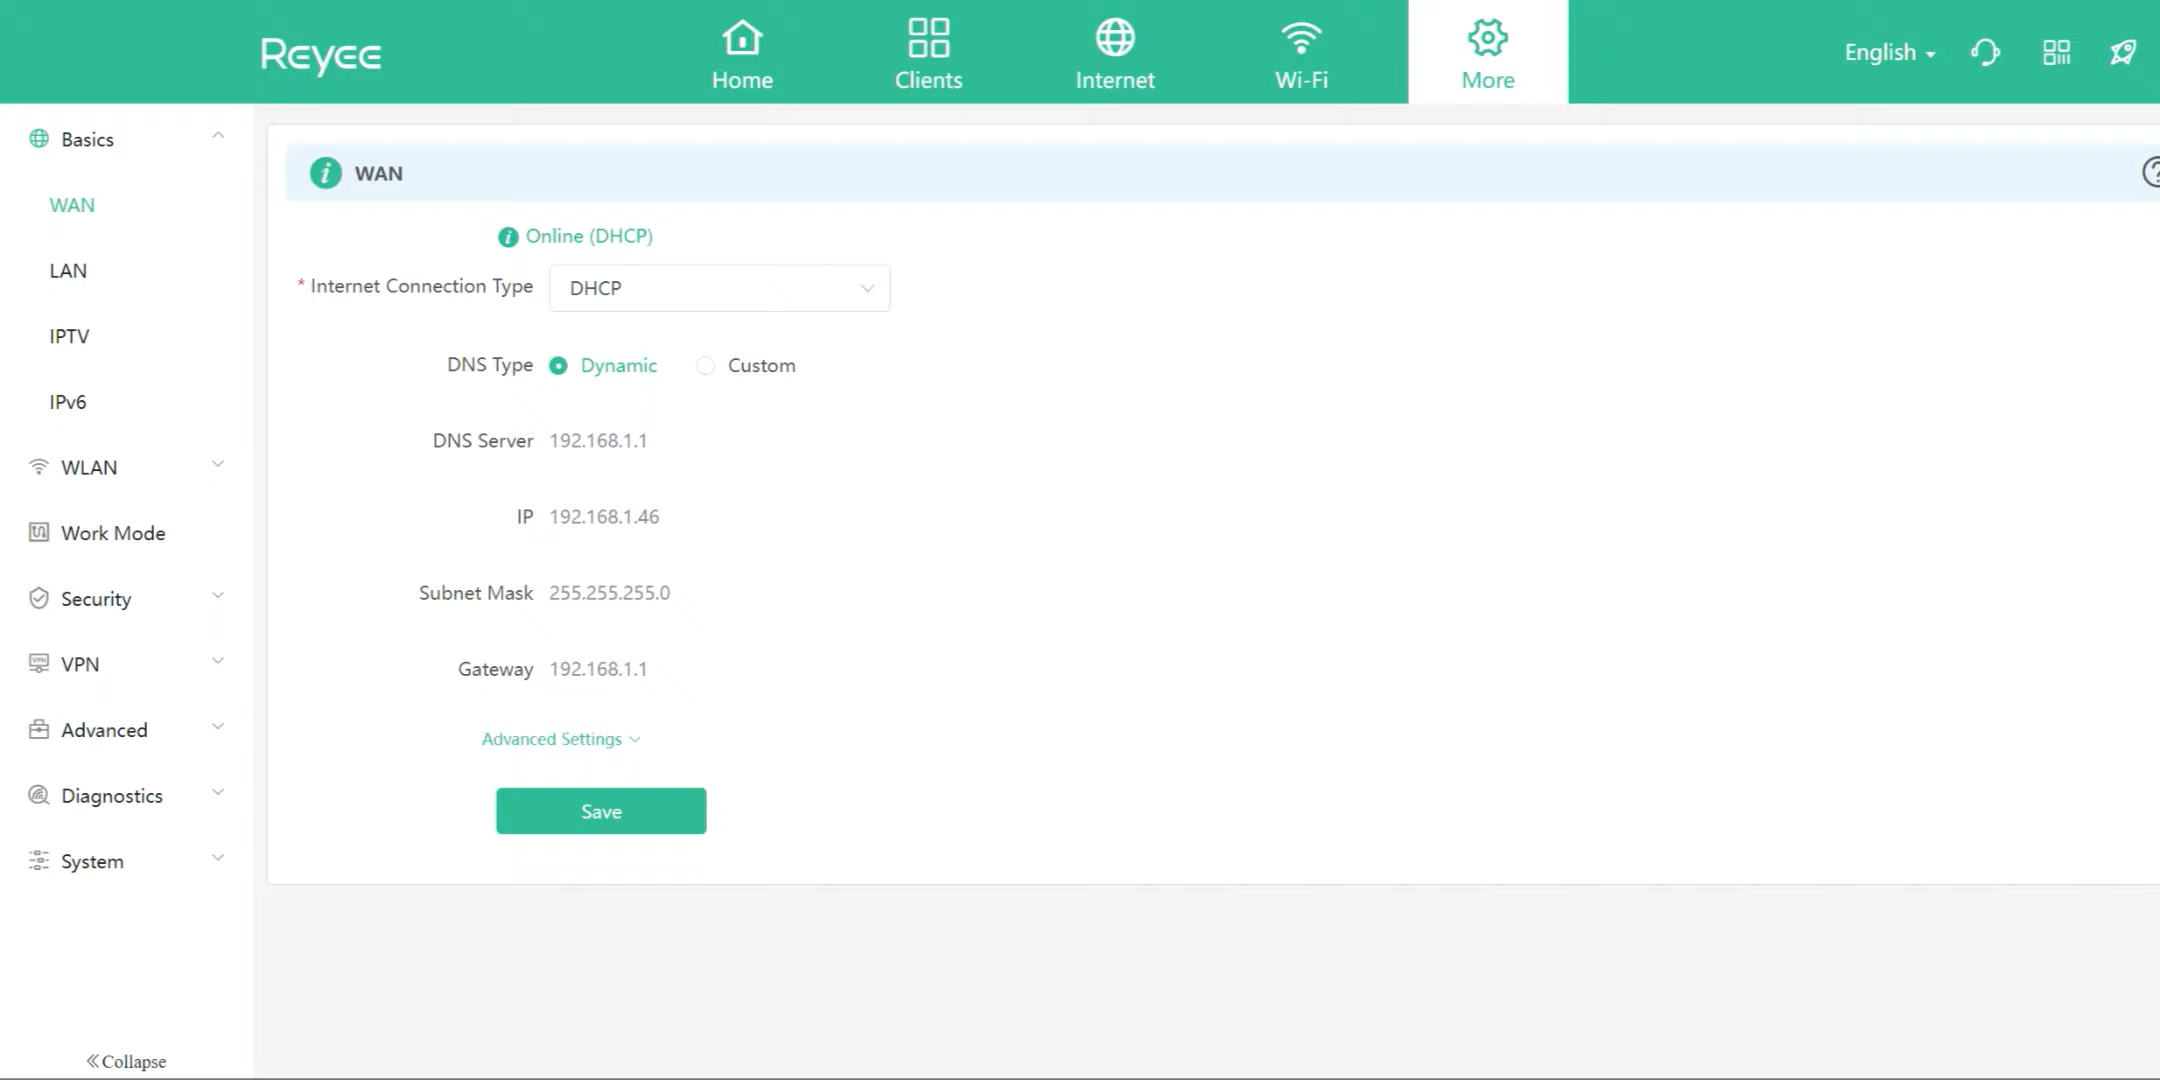 Reyee
Home
Clients
Internet
Wi-Fi
More
English
Basics
WAN
LAN
IPTV
IPv6
WLAN
Work Mode
Security
VPN
Advanced
Diagnostics
System
Collapse
WAN
Online (DHCP)
* Internet Connection Type DHCP
DNS Type Dynamic Custom
DNS Server 192.168.1.1
IP 192.168.1.46
Subnet Mask 255.255.255.0
Gateway 192.168.1.1
Advanced Settings
Save